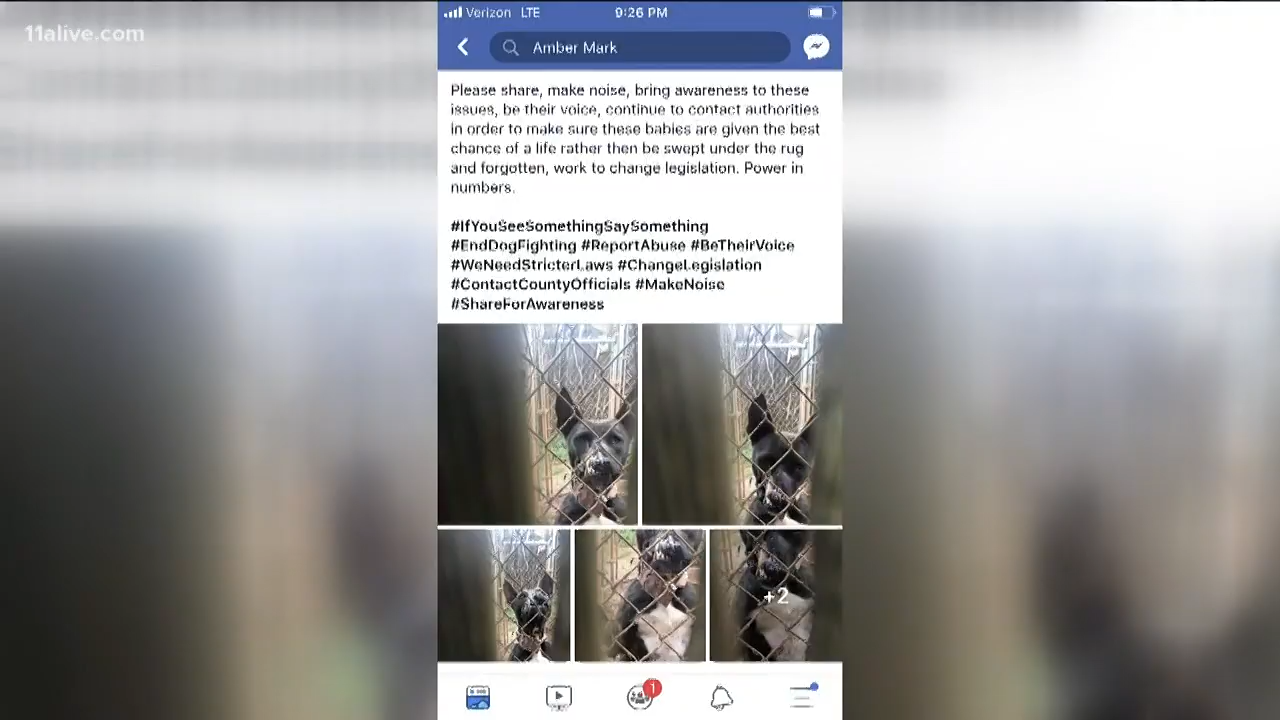 11alive.com
Verizon LTE
9:26 PM
Amber Mark
Please share, make noise, bring awareness to these
issues, be their voice, continue to contact authorities
in order to make sure these babies are given the best
chance of a life rather then be swept under the rug
and forgotten, work to change legislation. Power in
numbers.
#IfYouSeeSomethingSaySomething
#EndDogFighting #ReportAbuse #BeTheirVoice
#WeNeedStricterLaws #ChangeLegislation
#ContactCountyOfficials #MakeNoise
#ShareForAwareness
+2
1